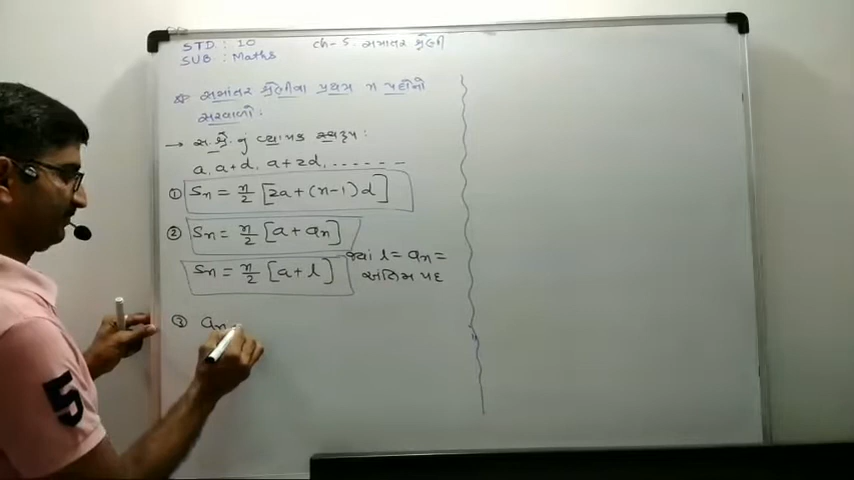 STD : 10 ch-5. સમાંતર શ્રેણી
SUB : Maths
* સમાંતર શ્રેણીના પ્રથમ n પદોનો
સરવાળો :
→ સ.શ્રે. નું વ્યાપક સ્વરૂપ :
a, a+d, a+2d, ......
① Sn = n/2 [2a+(n-1)d]
② Sn = n/2 [a+an]
જ્યાં l = an =
Sn = n/2 [a+l] અંતિમ પદ
③ an
5